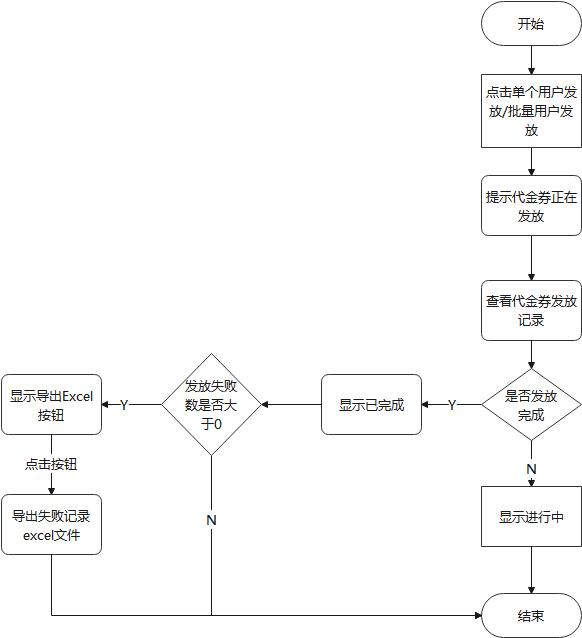 开始
点击单个用户发
放/批量用户发
放
提示代金券正在
发放
查看代金券发放
记录
是否发放
完成
Y
显示已完成
发放失败
数是否大
于0
Y
显示导出Excel
按钮
点击按钮
导出失败记录
excel文件
N
N
显示进行中
结束